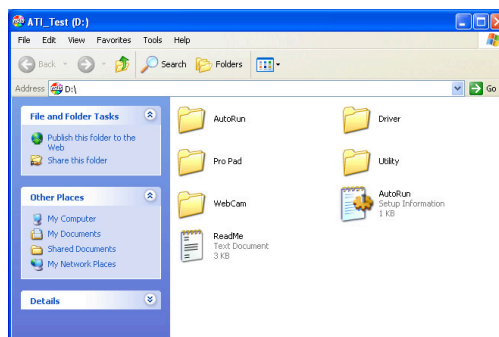 ATI_Test (D:)
File Edit View Favorites Tools Help
Back Search Folders
Address D:\ Go
File and Folder Tasks
Publish this folder to the
Web
Share this folder
Other Places
My Computer
My Documents
Shared Documents
My Network Places
Details
AutoRun
Driver
Pro Pad
Utility
WebCam
AutoRun
Setup Information
1 KB
ReadMe
Text Document
3 KB